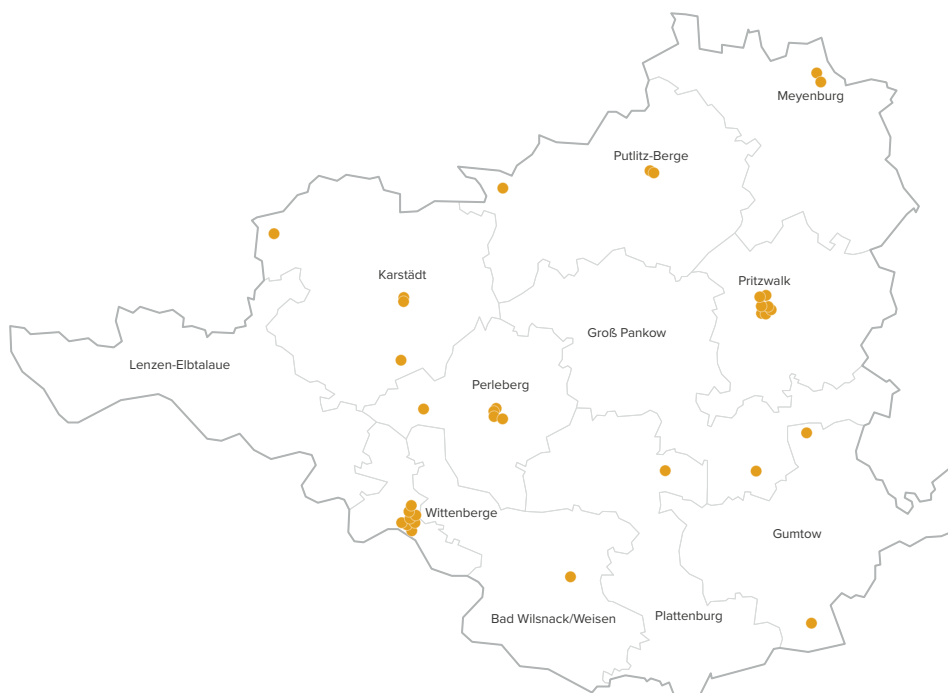 Meyenburg
Putlitz-Berge
Karstädt
Pritzwalk
Groß Pankow
Lenzen-Elbtalaue
Perleberg
Wittenberge
Gumtow
Bad Wilsnack/Weisen
Plattenburg